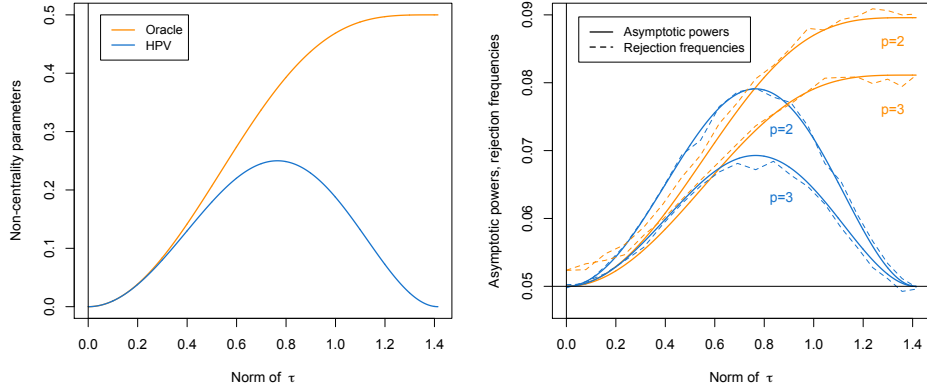 Oracle
HPV
Non-centrality parameters
0.0
0.1
0.2
0.3
0.4
0.5
0.0 0.2 0.4 0.6 0.8 1.0 1.2 1.4
Norm of τ
Asymptotic powers
Rejection frequencies
Asymptotic powers, rejection frequencies
0.05
0.06
0.07
0.08
0.09
p=2
p=3
p=2
p=3
0.0 0.2 0.4 0.6 0.8 1.0 1.2 1.4
Norm of τ